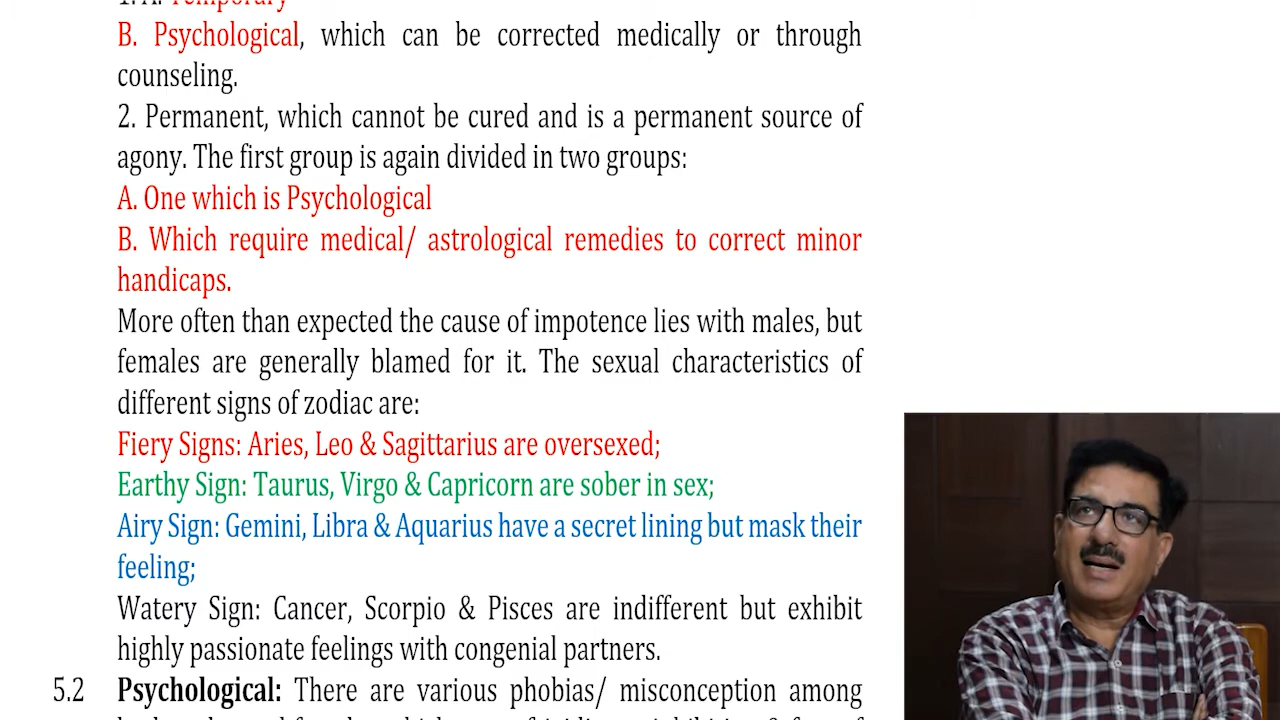 1. A. Temporary
B. Psychological, which can be corrected medically or through
counseling.
2. Permanent, which cannot be cured and is a permanent source of
agony. The first group is again divided in two groups:
A. One which is Psychological
B. Which require medical/ astrological remedies to correct minor
handicaps.
More often than expected the cause of impotence lies with males, but
females are generally blamed for it. The sexual characteristics of
different signs of zodiac are:
Fiery Signs: Aries, Leo & Sagittarius are oversexed;
Earthy Sign: Taurus, Virgo & Capricorn are sober in sex;
Airy Sign: Gemini, Libra & Aquarius have a secret lining but mask their
feeling;
Watery Sign: Cancer, Scorpio & Pisces are indifferent but exhibit
highly passionate feelings with congenial partners.
5.2 Psychological: There are various phobias/ misconception among